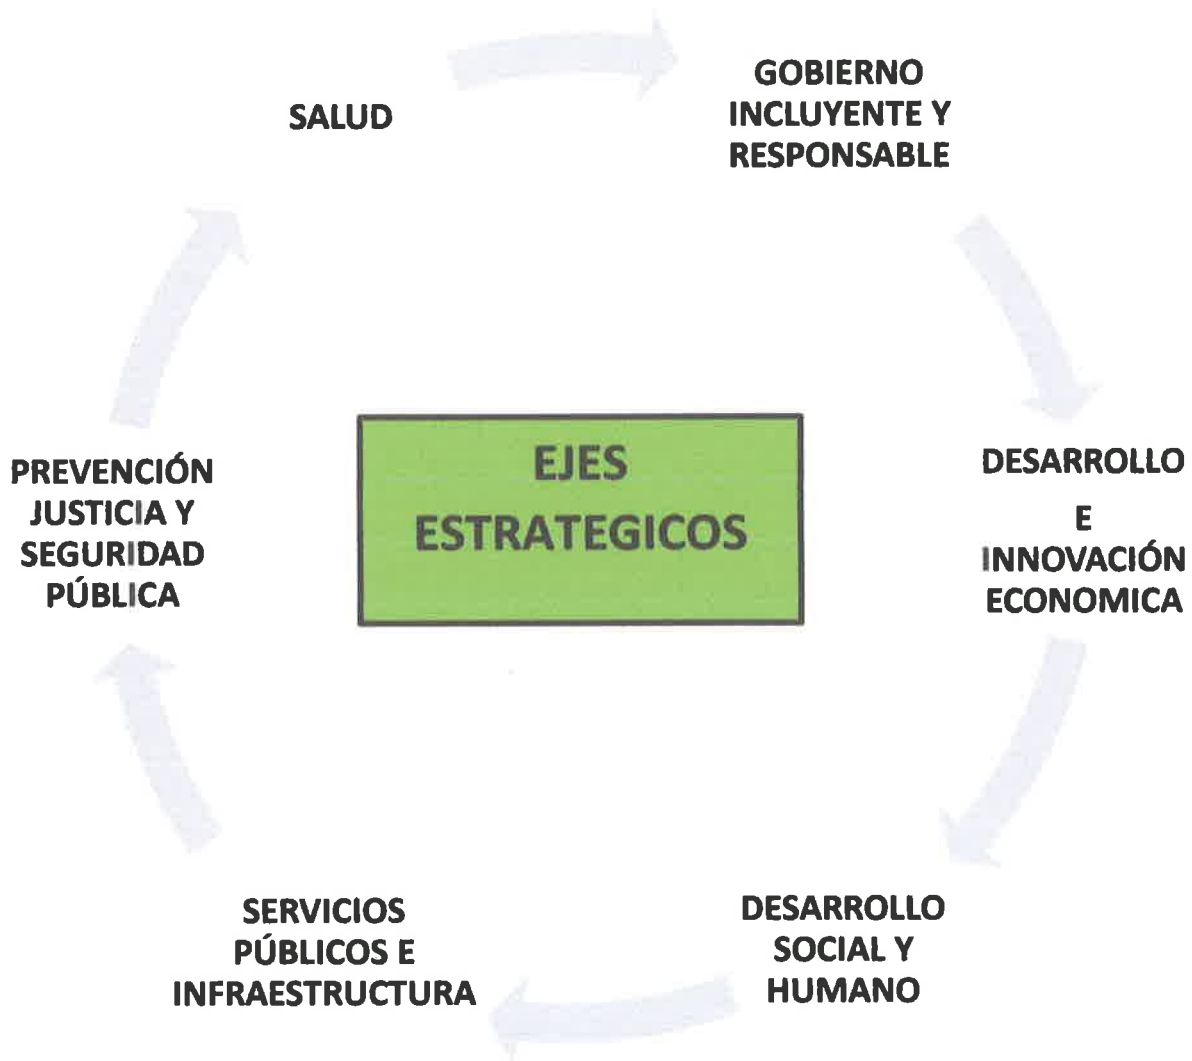 SALUD
GOBIERNO
INCLUYENTE Y
RESPONSABLE
DESARROLLO
E
INNOVACIÓN
ECONOMICA
DESARROLLO
SOCIAL Y
HUMANO
SERVICIOS
PÚBLICOS E
INFRAESTRUCTURA
PREVENCIÓN
JUSTICIA Y
SEGURIDAD
PÚBLICA
EJES
ESTRATEGICOS